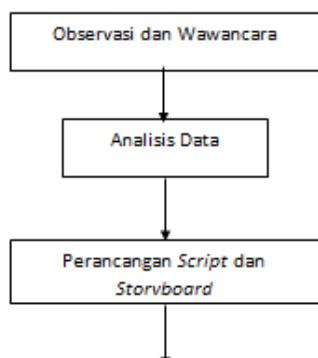 Observasi dan Wawancara
Analisis Data
Perancangan Script dan
Storyboard